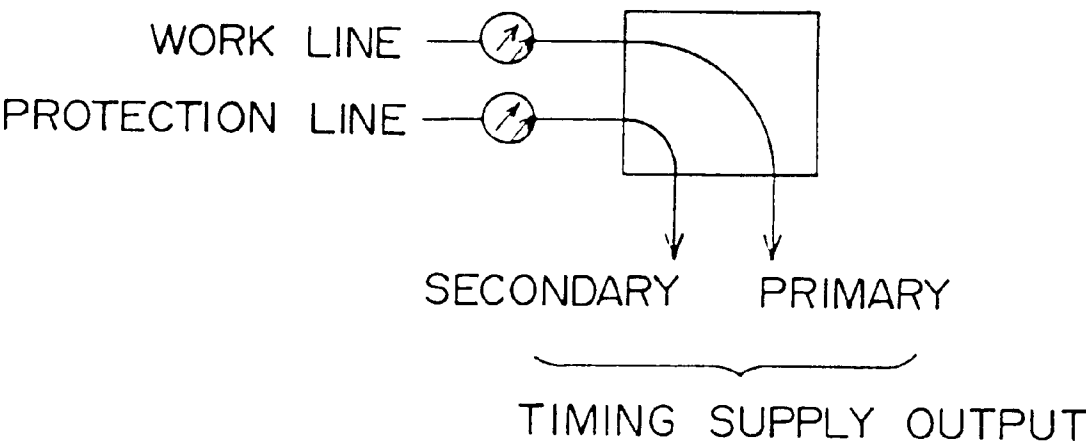 WORK LINE
PROTECTION LINE
SECONDARY PRIMARY
TIMING SUPPLY OUTPUT